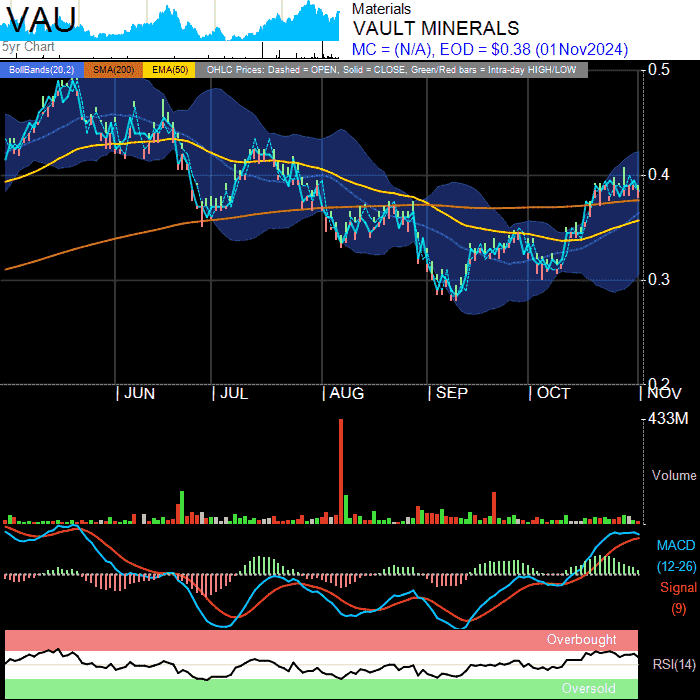 VAU
5yr Chart
Materials
VAULT MINERALS
MC = (N/A), EOD = $0.38 (01Nov2024)
BollBands(20,2) SMA(200) EMA(50) OHLC Prices: Dashed = OPEN, Solid = CLOSE, Green/Red bars = Intra-day HIGH/LOW
0.5
0.4
0.3
0.2
JUN JUL AUG SEP OCT NOV
433M
Volume
MACD
(12-26)
Signal
(9)
Overbought
RSI(14)
Oversold